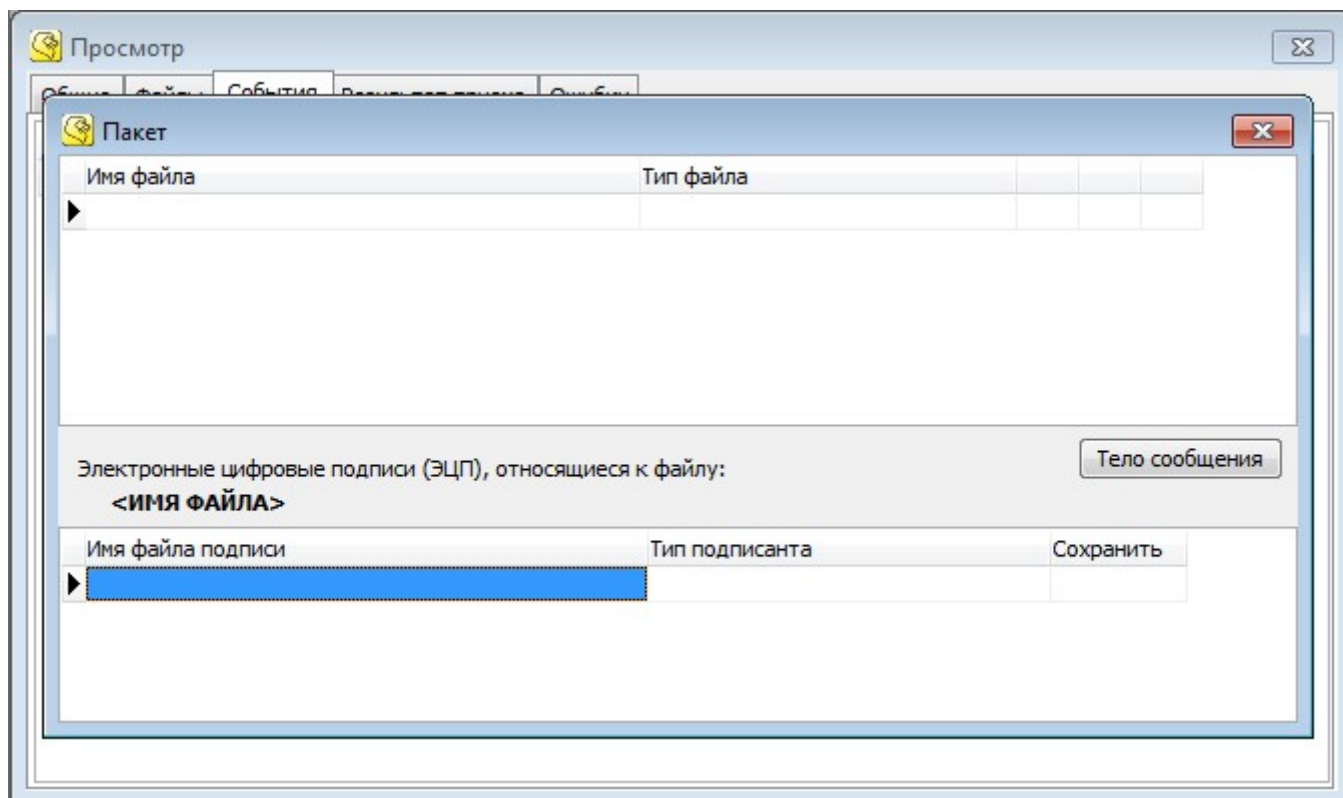 Просмотр
События
Пакет
Имя файла Тип файла
Электронные цифровые подписи (ЭЦП), относящиеся к файлу:
Тело сообщения
<ИМЯ ФАЙЛА>
Имя файла подписи Тип подписанта Сохранить